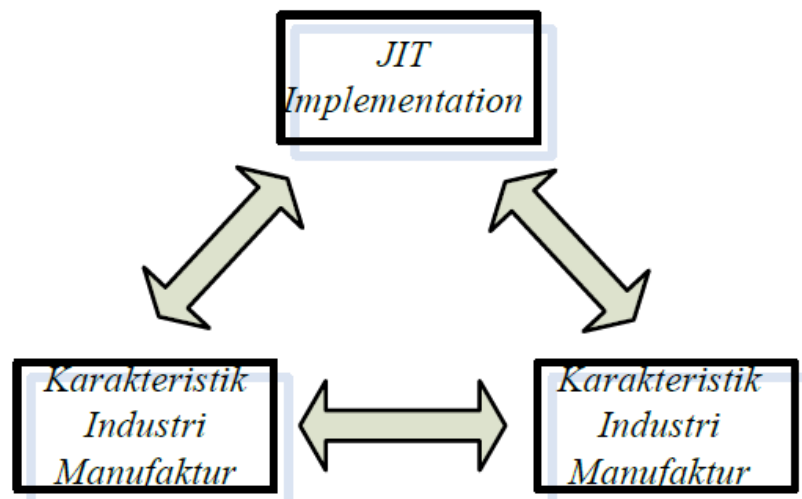 JIT
Implementation
Karakteristik
Industri
Manufaktur
Karakteristik
Industri
Manufaktur